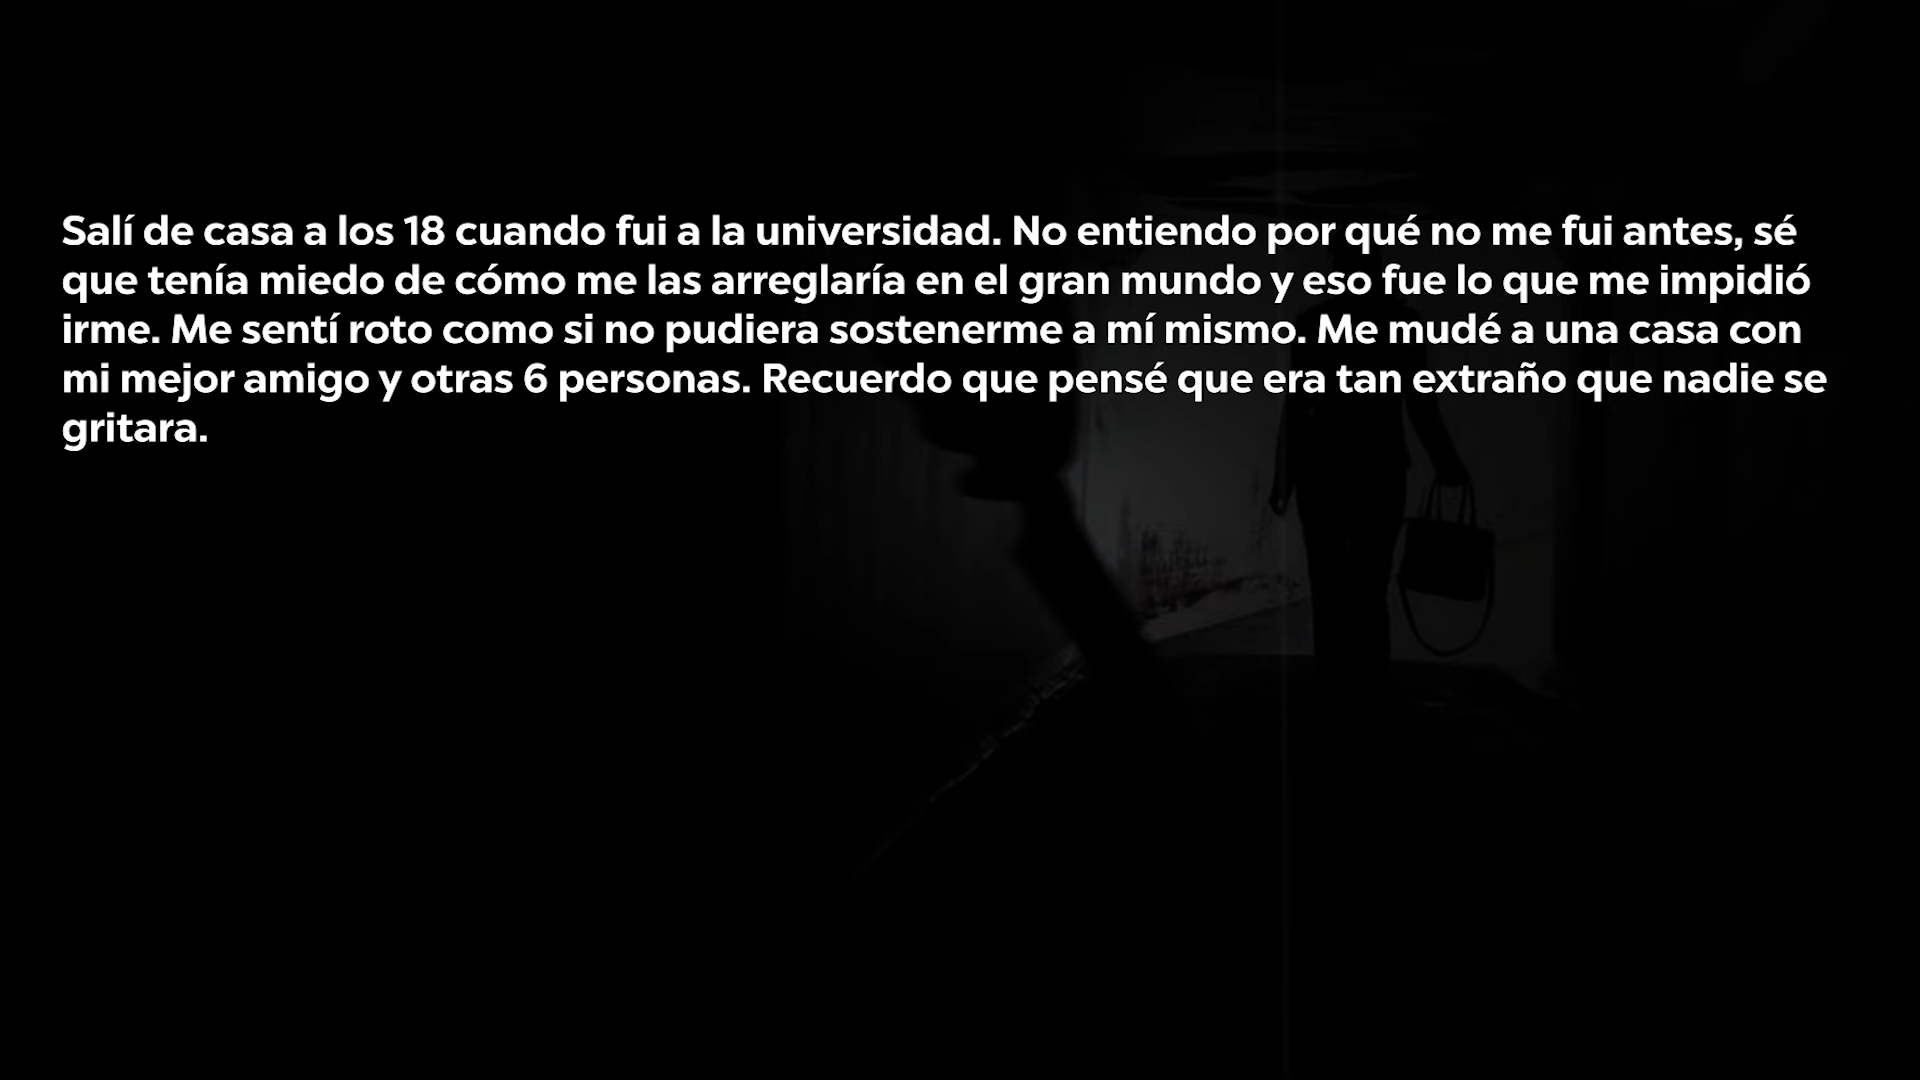 Salí de casa a los 18 cuando fui a la universidad. No entiendo por qué no me fui antes, sé
que tenía miedo de cómo me las arreglaría en el gran mundo y eso fue lo que me impidió
irme. Me sentí roto como si no pudiera sostenerme a mí mismo. Me mudé a una casa con
mi mejor amigo y otras 6 personas. Recuerdo que pensé que era tan extraño que nadie se
gritara.